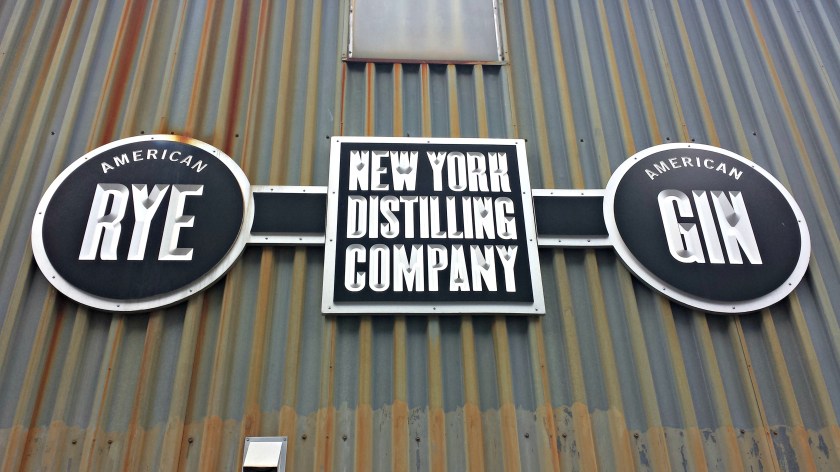 AMERICAN
RYE
NEW YORK
DISTILLING
COMPANY
AMERICAN
GIN